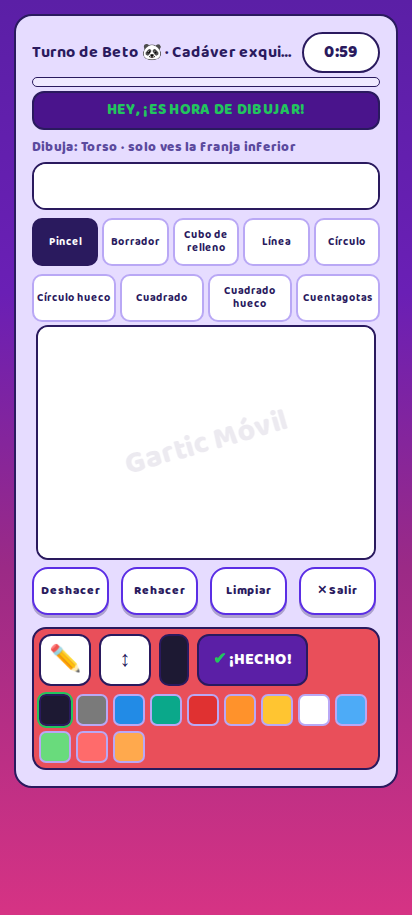 Turno de Beto 🐼 · Cadáver exqui...
0:59
HEY, ¡ES HORA DE DIBUJAR!
Dibuja: Torso · solo ves la franja inferior
Pincel
Borrador
Cubo de
relleno
Línea
Círculo
Círculo hueco
Cuadrado
Cuadrado
hueco
Cuentagotas
Gartic Móvil
Deshacer
Rehacer
Limpiar
✕ Salir
✔ ¡HECHO!